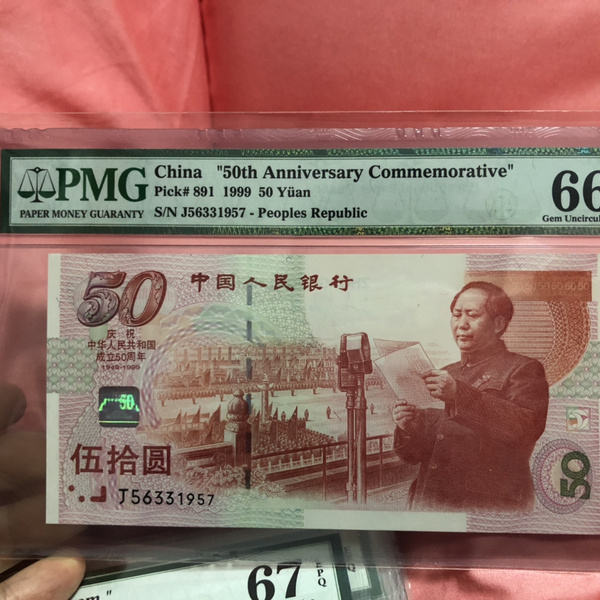 PMG
PAPER MONEY GUARANTY
China "50th Anniversary Commemorative"
Pick# 891 1999 50 Yüan
S/N J56331957 - Peoples Republic
66
Gem Uncircul
50
中国人民银行
庆祝
中华人民共和国
成立50周年
1949-1999
50
伍拾圆
J56331957
50
67
EPQ